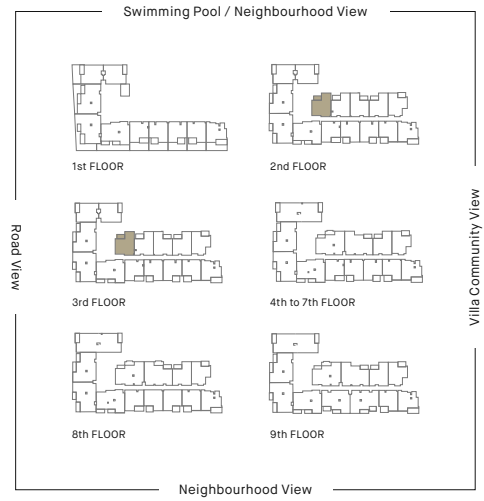 Swimming Pool / Neighbourhood View
1st FLOOR
2nd FLOOR
Road View
Villa Community View
3rd FLOOR
4th to 7th FLOOR
8th FLOOR
9th FLOOR
Neighbourhood View